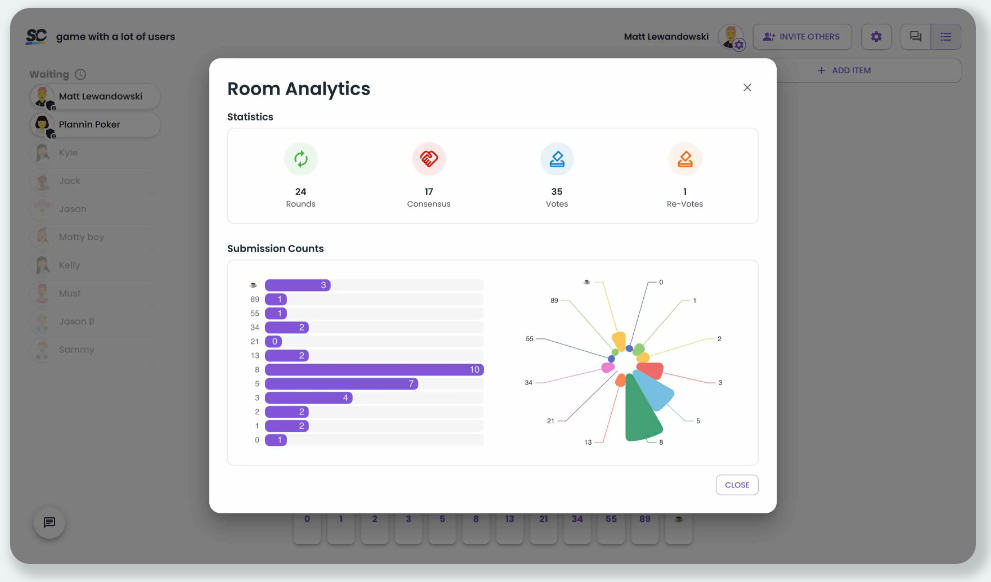 SC game with a lot of users
Matt Lewandowski
INVITE OTHERS
ADD ITEM
Waiting
Matt Lewandowski
Plannin Poker
Kyle
Jack
Jason
Matty boy
Kelly
Must
Jason B
Sammy
Room Analytics
Statistics
24 17 35 1
Rounds Consensus Votes Re-Votes
Submission Counts
3
89 1
55 1
34 2
21 0
13 2
8 10
5 7
3 4
2 2
1 2
0 1
0
89 1
55 2
34 3
21 5
13 8
CLOSE
0 1 2 3 5 8 13 21 34 55 89